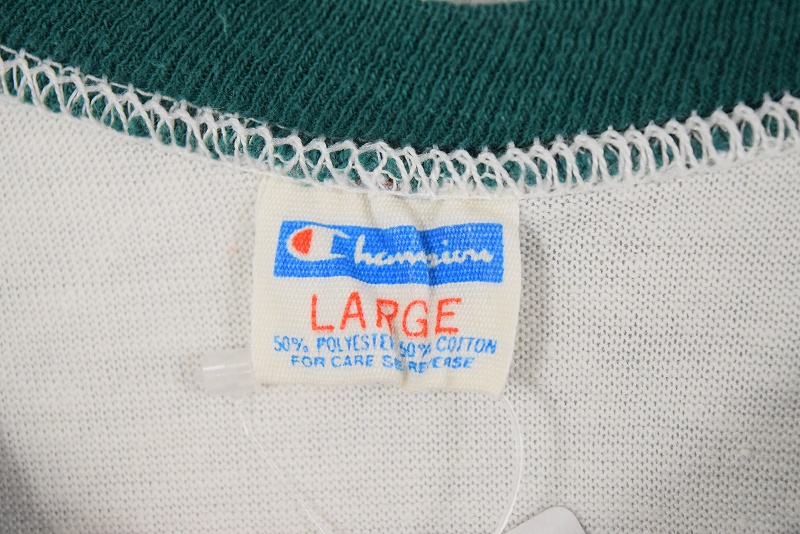 Champion
LARGE
50% POLYESTER 50% COTTON
FOR CARE SEE REVERSE